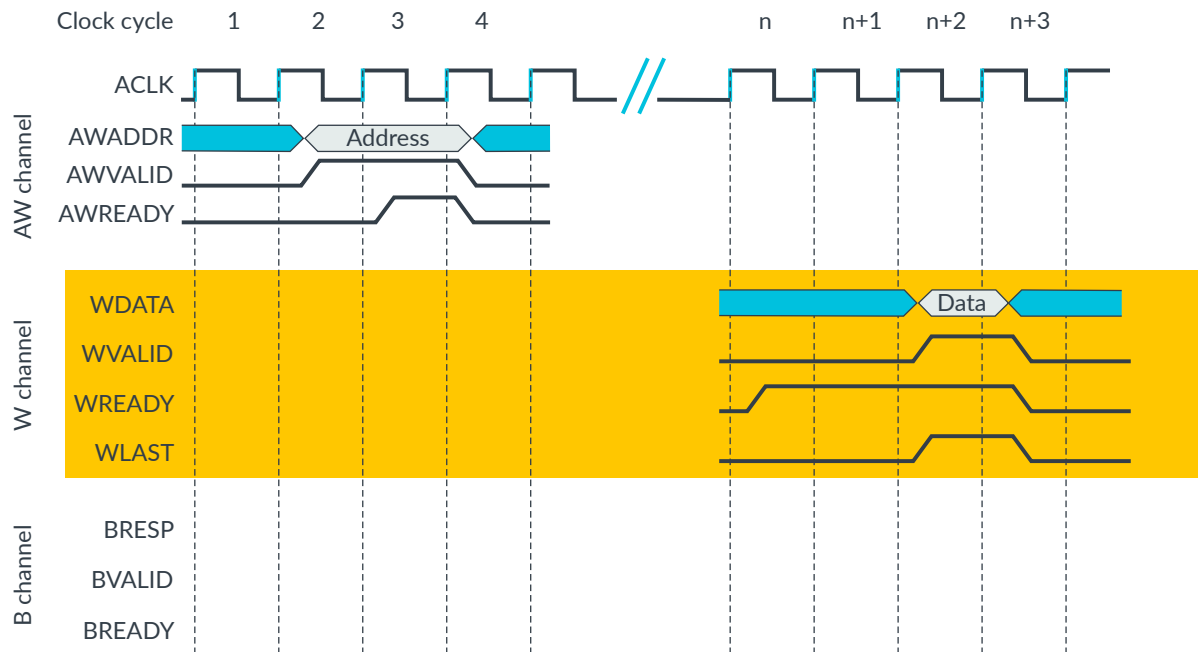 Clock cycle 1 2 3 4 n n+1 n+2 n+3
ACLK
AW channel
AWADDR Address
AWVALID
AWREADY
W channel
WDATA Data
WVALID
WREADY
WLAST
B channel
BRESP
BVALID
BREADY